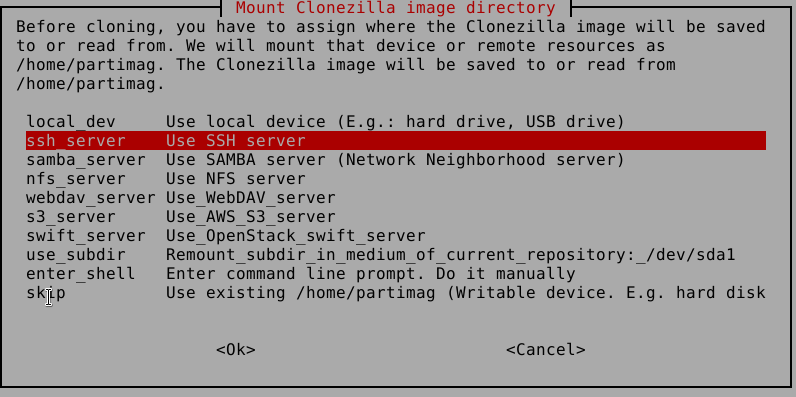 Mount Clonezilla image directory
Before cloning, you have to assign where the Clonezilla image will be saved
to or read from. We will mount that device or remote resources as
/home/partimag. The Clonezilla image will be saved to or read from
/home/partimag.
local_dev Use local device (E.g.: hard drive, USB drive)
ssh_server Use SSH server
samba_server Use SAMBA server (Network Neighborhood server)
nfs_server Use NFS server
webdav_server Use_WebDAV_server
s3_server Use_AWS_S3_server
swift_server Use_OpenStack_swift_server
use_subdir Remount_subdir_in_medium_of_current_repository:_/dev/sda1
enter_shell Enter command line prompt. Do it manually
skip Use existing /home/partimag (Writable device. E.g. hard disk
<Ok> <Cancel>